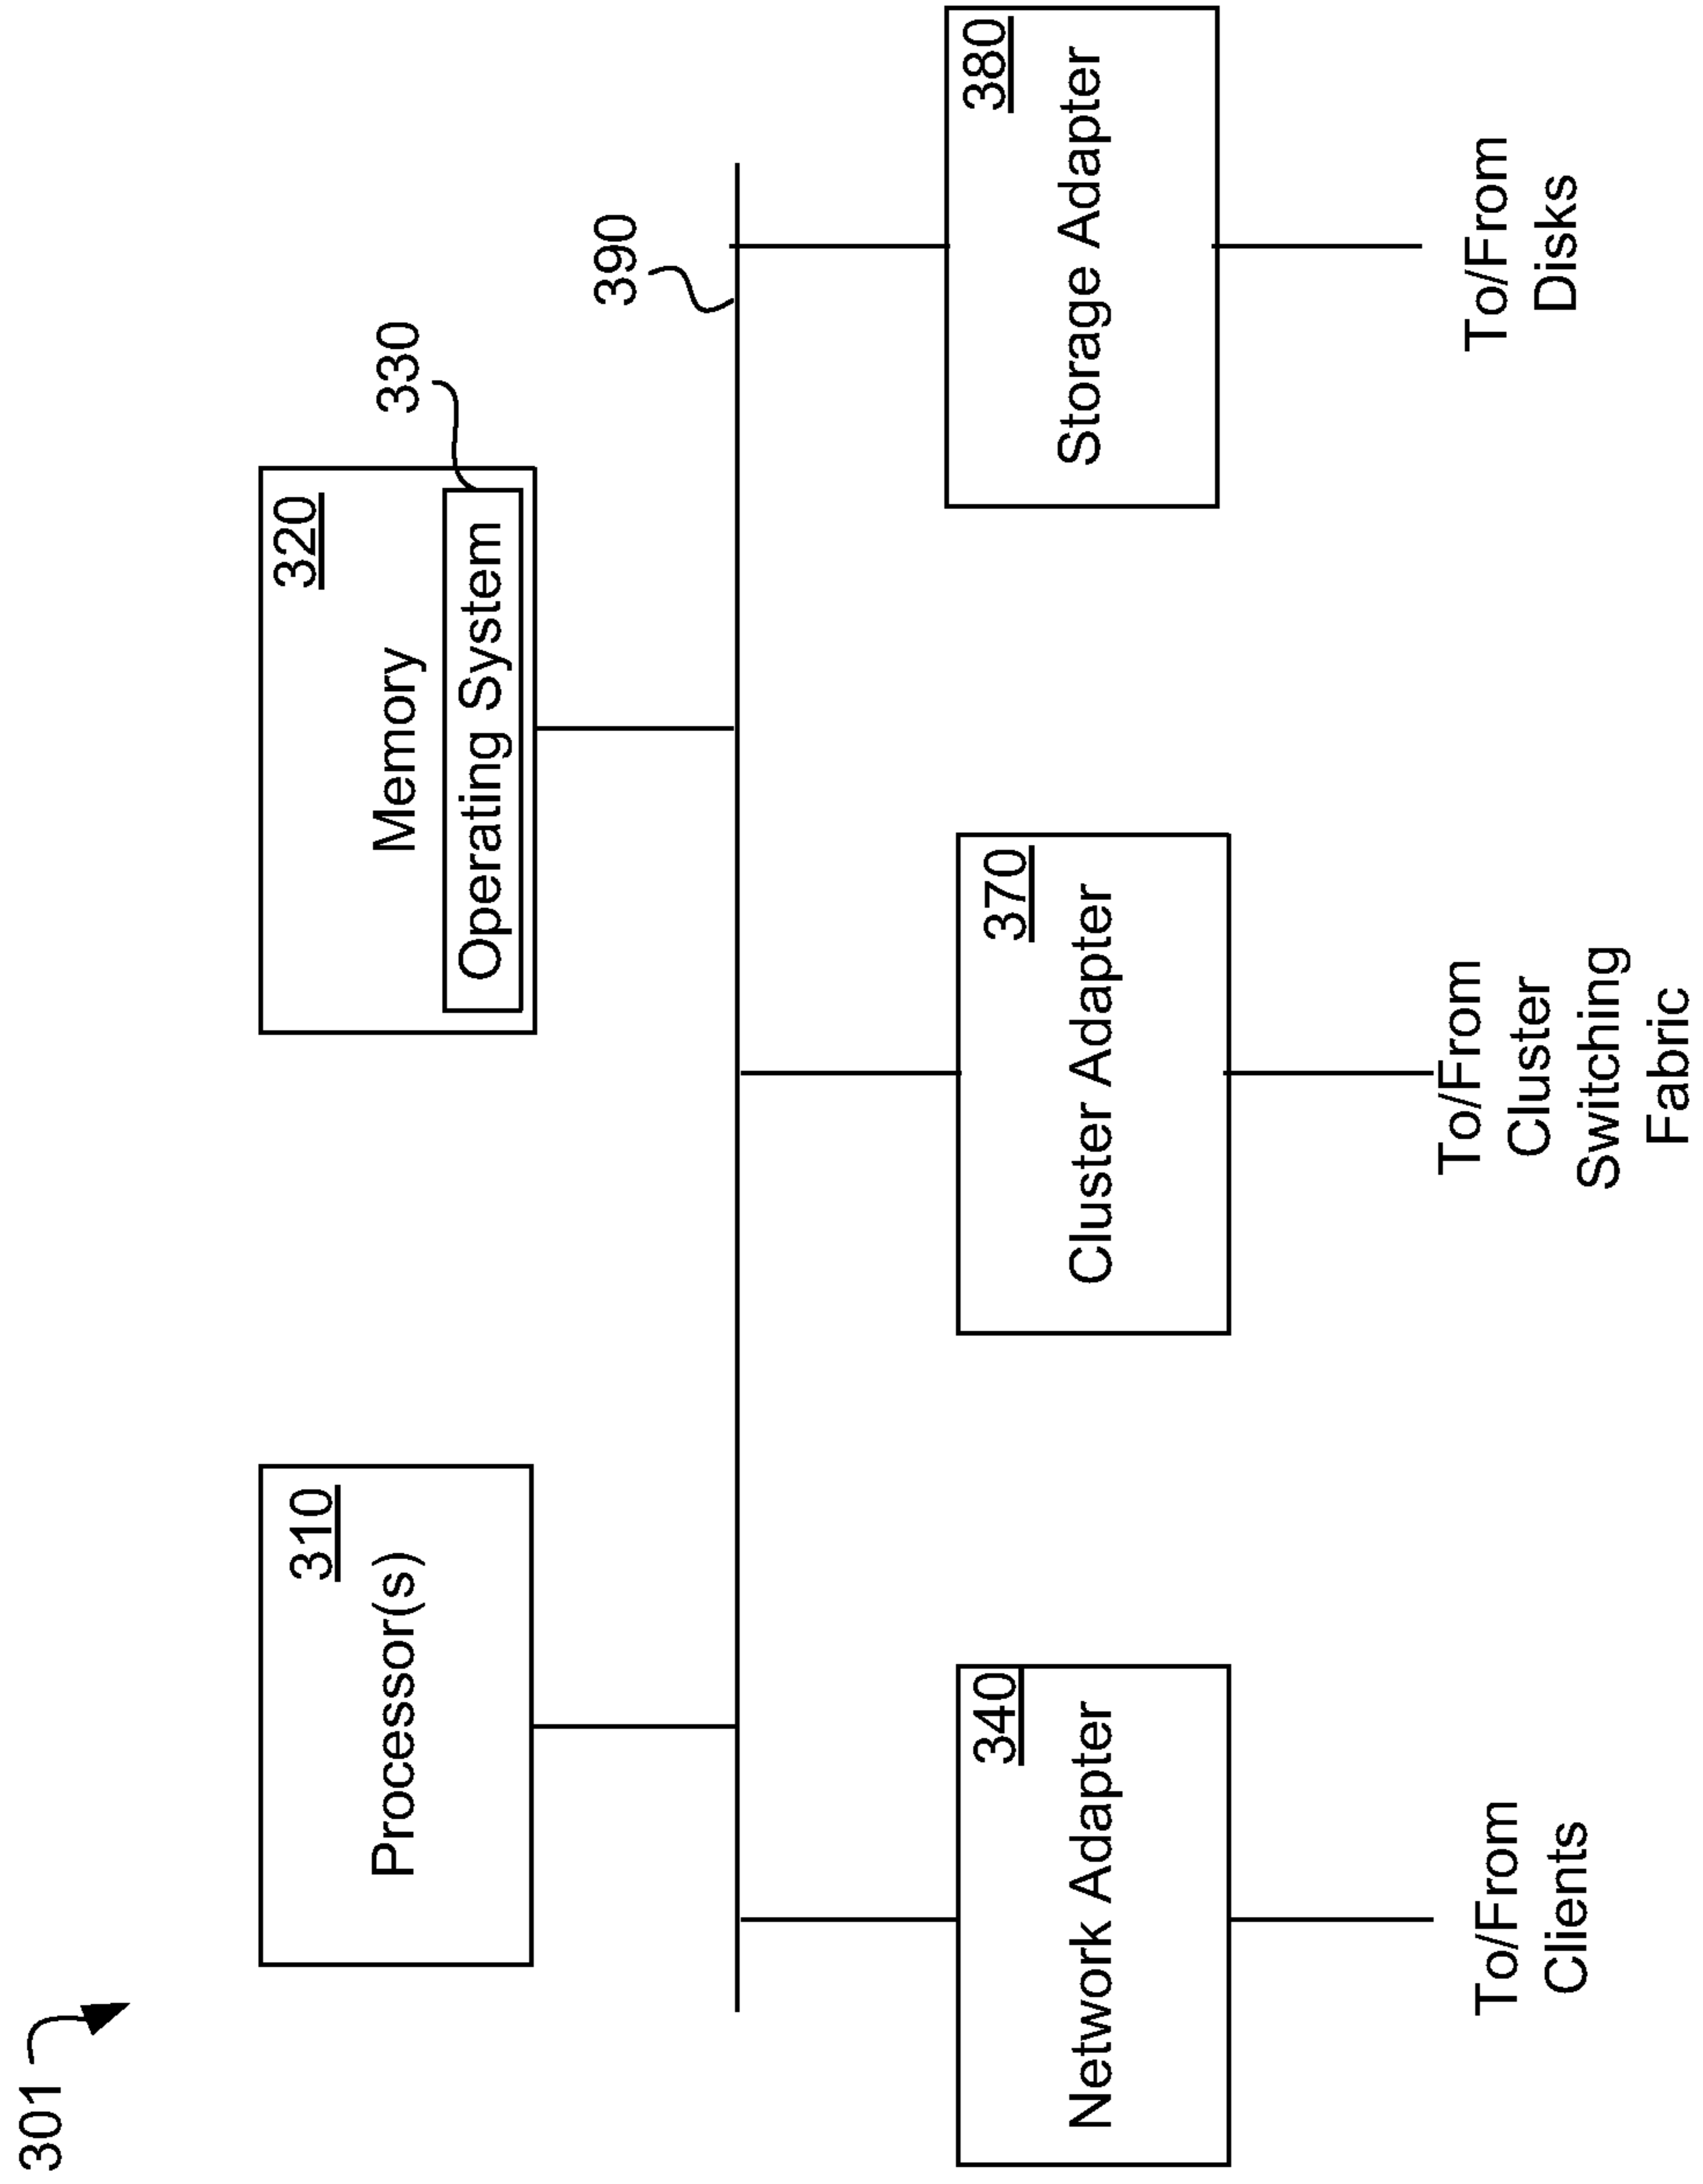 301
310
Processor(s)
320
Memory
Operating System
330
390
340
Network Adapter
370
Cluster Adapter
380
Storage Adapter
To/From
Clients
To/From
Cluster
Switching
Fabric
To/From
Disks